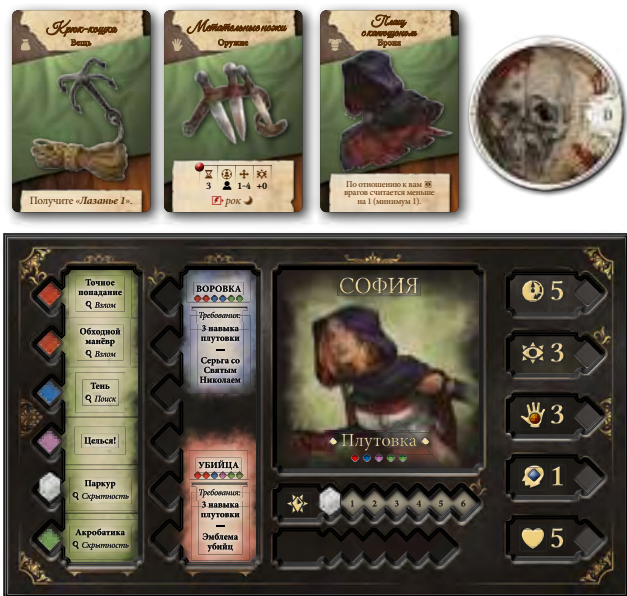 Крюк-кошка
Вещь
Получите «Лазанье 1».
Метательные ножи
Оружие
3 1-4 +0
рок
Плащ
с капюшоном
Броня
По отношению к вам
врагов считается меньше
на 1 (минимум 1).
Точное
попадание
Взлом
Обходной
манёвр
Взлом
Тень
Поиск
Целься!
Паркур
Скрытность
Акробатика
Скрытность
ВОРОВКА
Требования:
3 навыка
плутовки
Серьга со
Святым
Николаем
УБИЙЦА
Требования:
3 навыка
плутовки
Эмблема
убийц
СОФИЯ
Плутовка
1 2 3 4 5 6
5
3
3
1
5